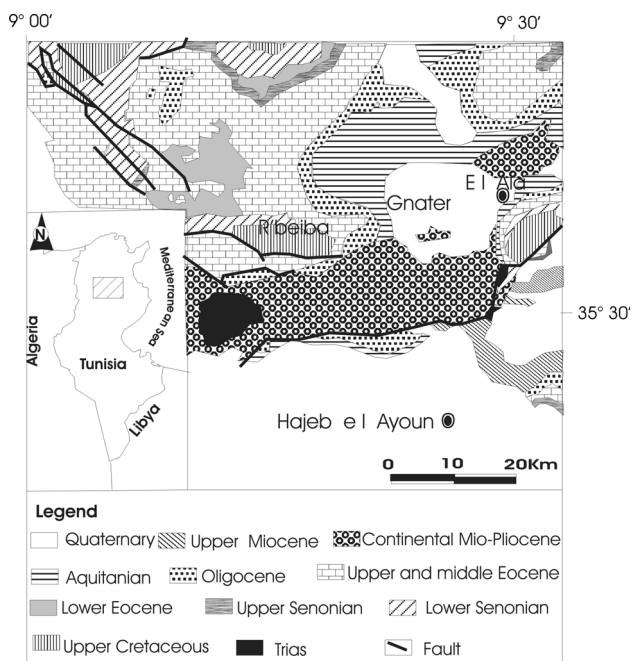 9° 00′ 9° 30′
E l Ala
Gnater
R'beiba
N
Mediterranean Sea
35° 30′
Algeria
Tunisia
Libya
Hajeb e l Ayoun
0 10 20Km
Legend
Quaternary Upper Miocene Continental Mio-Pliocene
Aquitanian Oligocene Upper and middle Eocene
Lower Eocene Upper Senonian Lower Senonian
Upper Cretaceous Trias Fault